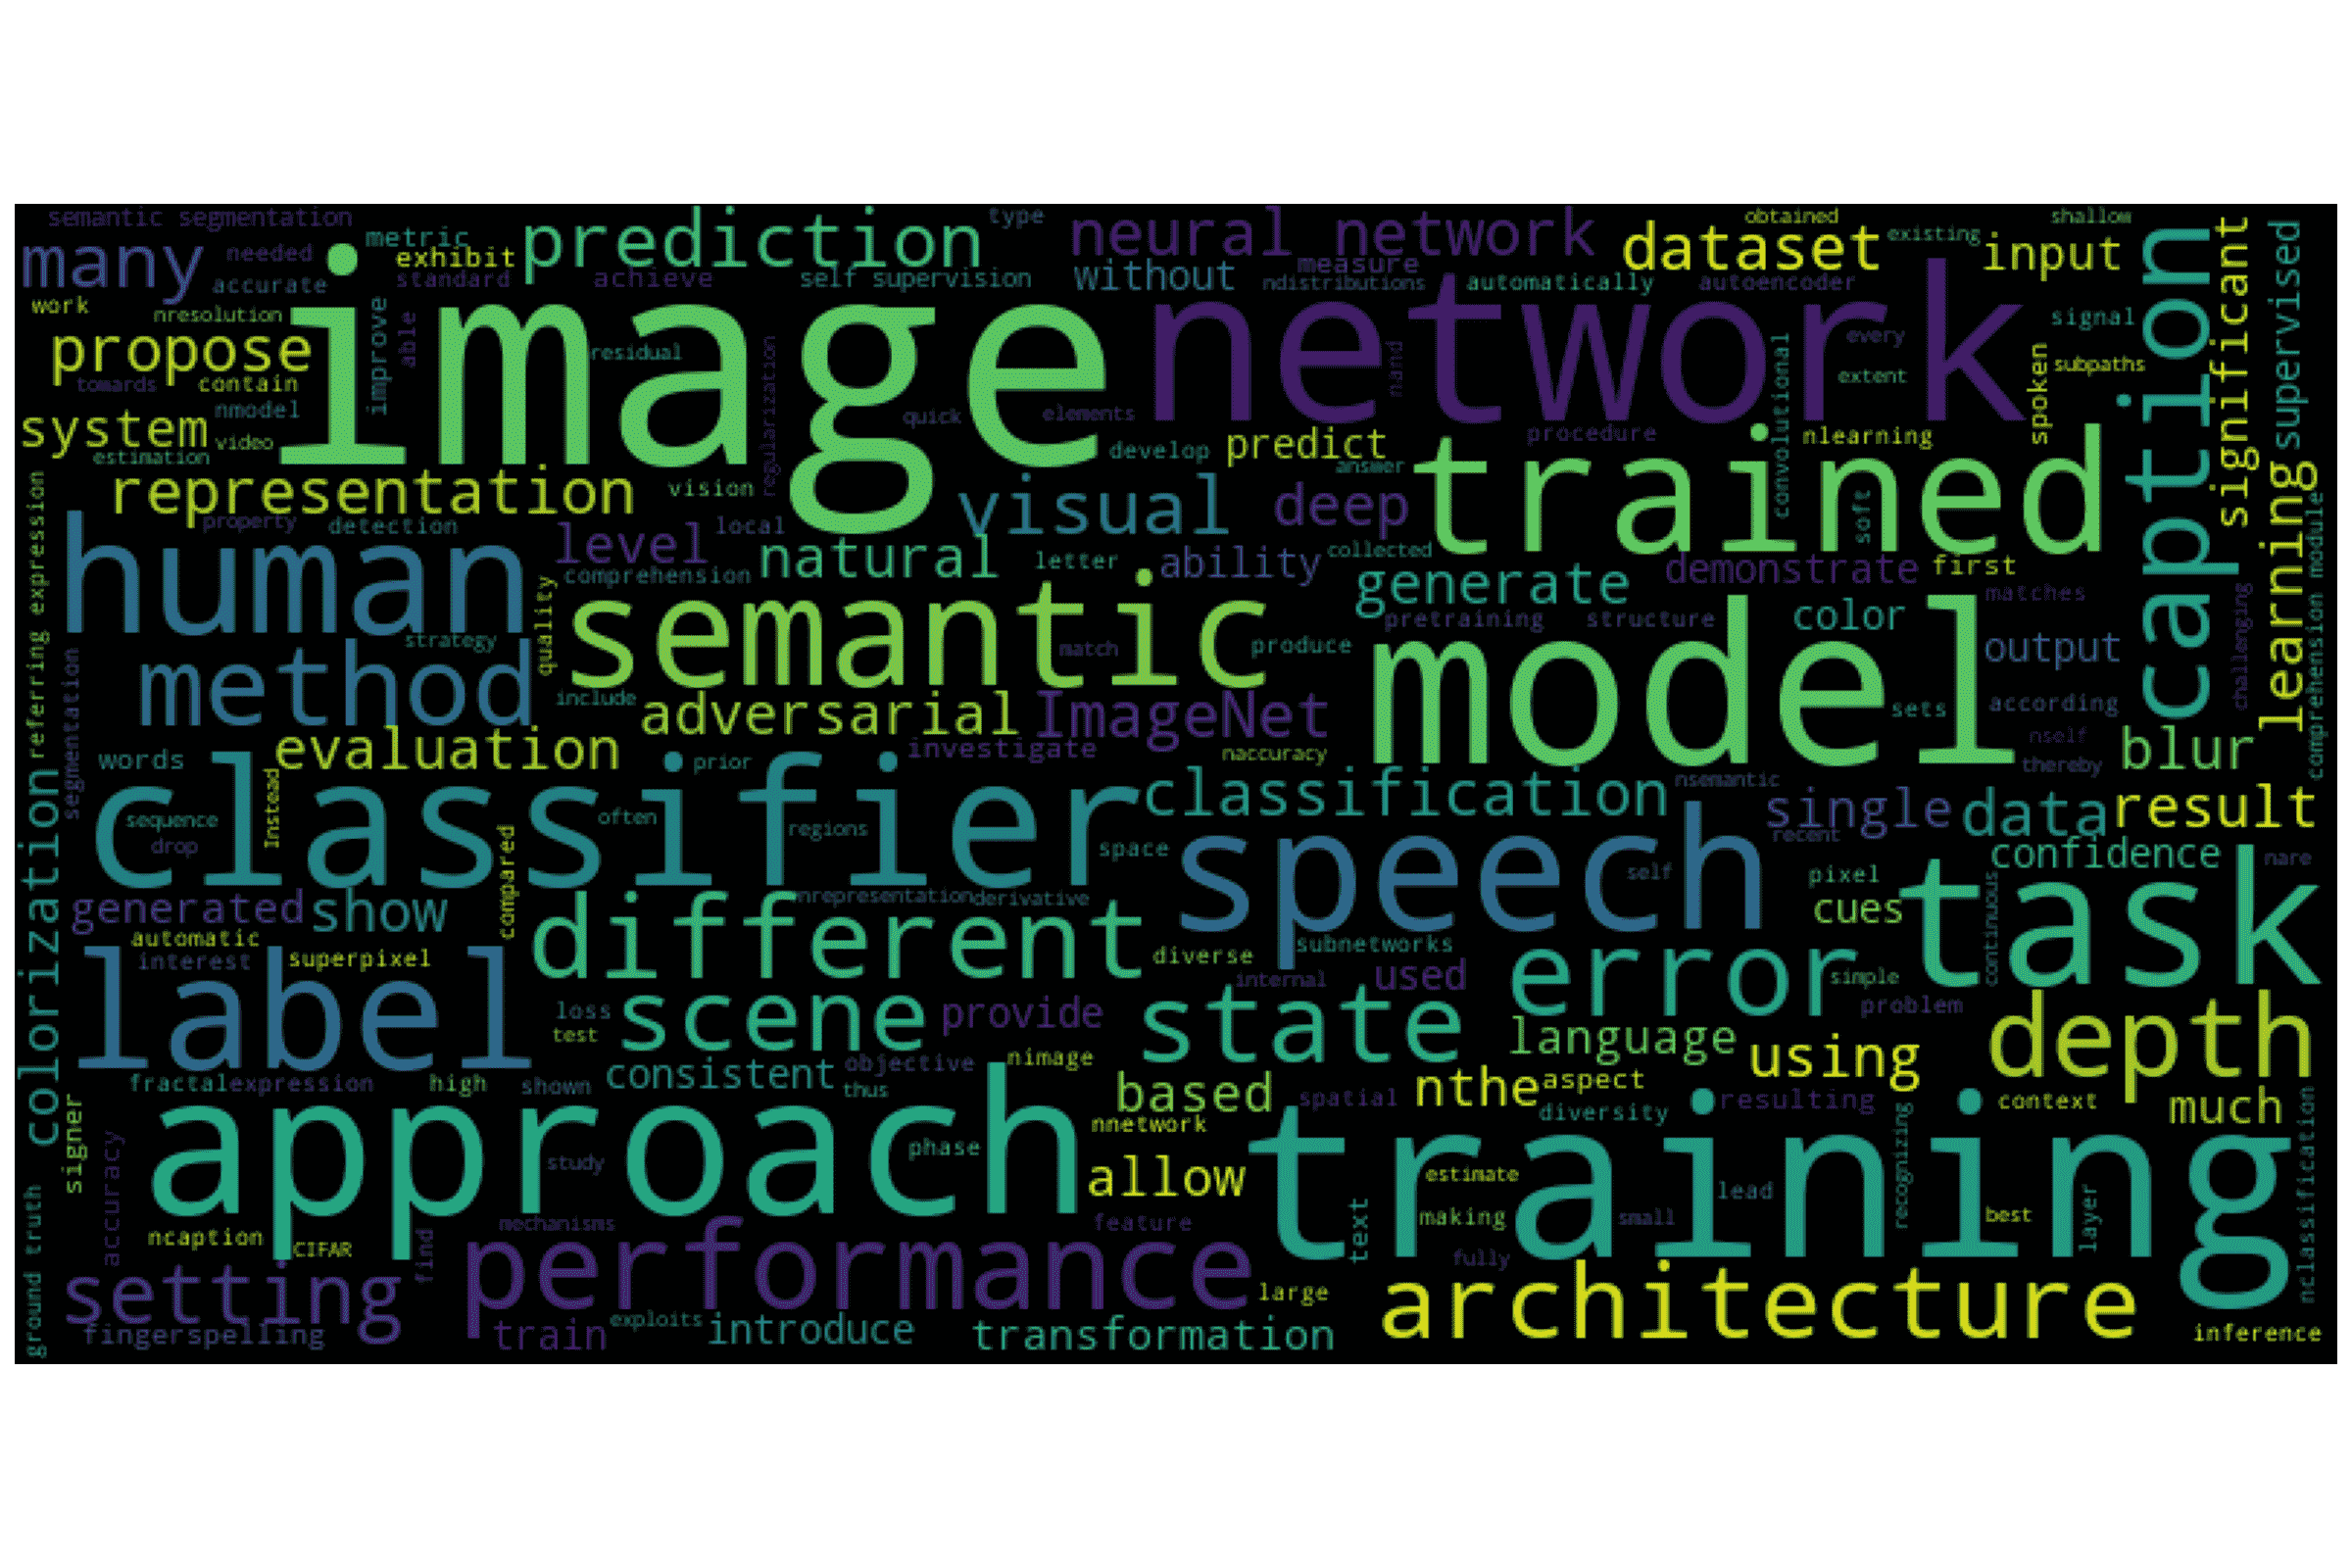 semantic segmentation
many
needed
metric
exhibit
prediction
type
neural network
obtained
shallow
dataset
existing
input
caption
significant
supervised
accurate
standard
achieve
self supervision
without
measure
ndistributions
automatically
autoencoder
work
nresolution
improve
able
image
network
residual
regularization
nand
convolutional
every
signal
propose
towards
contain
extent
spoken
subpaths
nmodel
quick
elements
system
video
estimation
develop
predict
procedure
nlearning
answer
trained
learning
representation
vision
visual
deep
soft
property
detection
level
local
natural
letter
ability
collected
comprehension
generate
demonstrate
first
comprehension module
referring expression
human
strategy
quality
semantic
match
produce
pretraining
structure
color
matches
output
challenging
method
segmentation
include
adversarial
ImageNet
model
sets
according
nself
thereby
blur
evaluation
investigate
naccuracy
words
prior
classifier
classification
nsemantic
single
data
result
colorization
sequence
drop
Instead
often
regions
space
speech
self
recent
confidence
nare
compared
generated
show
nrepresentation
derivative
pixel
cues
task
automatic
interest
superpixel
different
diverse
subnetworks
internal
used
error
simple
continuous
label
loss
test
scene
provide
state
problem
language
using
depth
fractal
expression
high
shown
consistent
objective
thus
nimage
based
spatial
nthe
aspect
diversity
resulting
context
much
signer
approach
nnetwork
training
recognizing
nclassification
accuracy
study
phase
allow
estimate
making
small
lead
best
layer
ground truth
ncaption
CIFAR
find
mechanisms
feature
text
fully
setting
performance
large
architecture
fingerspelling
train
exploits
introduce
transformation
inference